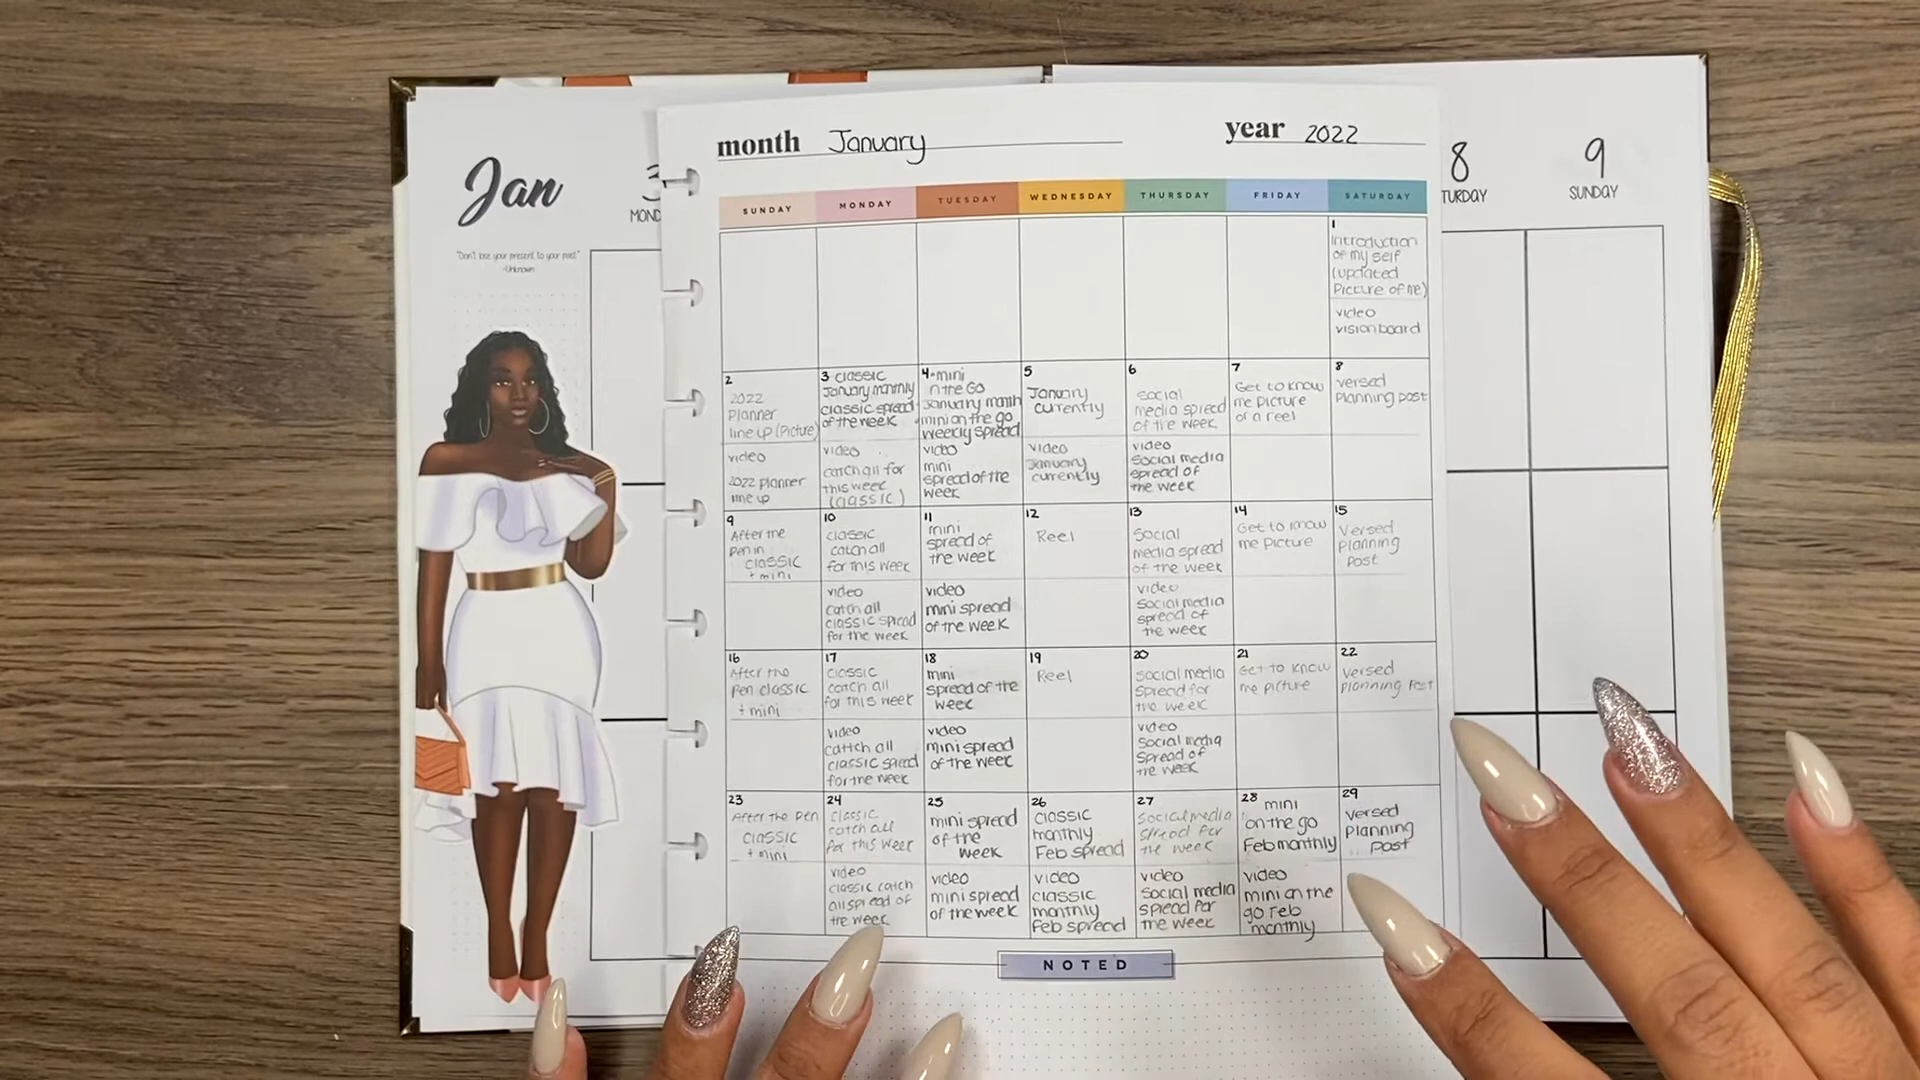 month January year 2022
Jan
3
MOND
8
TURDAY
9
SUNDAY
"Don't lose your present to your past"
-Unknown
SUNDAY MONDAY TUESDAY WEDNESDAY THURSDAY FRIDAY SATURDAY
1
Introduction
of my self
(updated
Picture of me)
video
vision board
2
2022
Planner
line up (Picture)
video
2022 planner
line up
3 classic
January monthly
classic spread
of the week
video
catch all for
this week
(classic)
4 mini
n the Go
January month
mini on the go
weekly spread
video
mini
spread of the
week
5
January
currently
video
January
currently
6
Social
media spread
of the week
video
Social media
spread of
the week
7
Get to know
me picture
or a reel
8
versed
Planning post
9
After the
pen in
classic
+ mini
10
classic
catch all
for this week
video
catch all
classic spread
for the week
11
mini
spread of
the week
video
mini spread
of the week
12
Reel
13
Social
media spread
of the week
video
Social media
spread of
the week
14
Get to know
me picture
15
Versed
planning
post
16
After the
pen classic
+ mini
17
classic
catch all
for this week
video
cattch all
classic spread
for the week
18
mini
spread of the
week
video
mini spread
of the week
19
Reel
20
Social media
spread for
the week
video
Social media
spread of
the week
21
Get to know
me picture
22
versed
planning Post
23
After the pen
classic
+ mini
24
classic
catch all
for this week
video
classic catch
all spread of
the week
25
mini spread
of the
week
video
mini spread
of the week
26
classic
monthly
Feb spread
video
classic
monthly
Feb spread
27
Social media
spread for
the week
video
Social media
spread for
the week
28 mini
on the go
Feb monthly
video
mini on the
go Feb
monthly
29
versed
Planning
post
NOTED